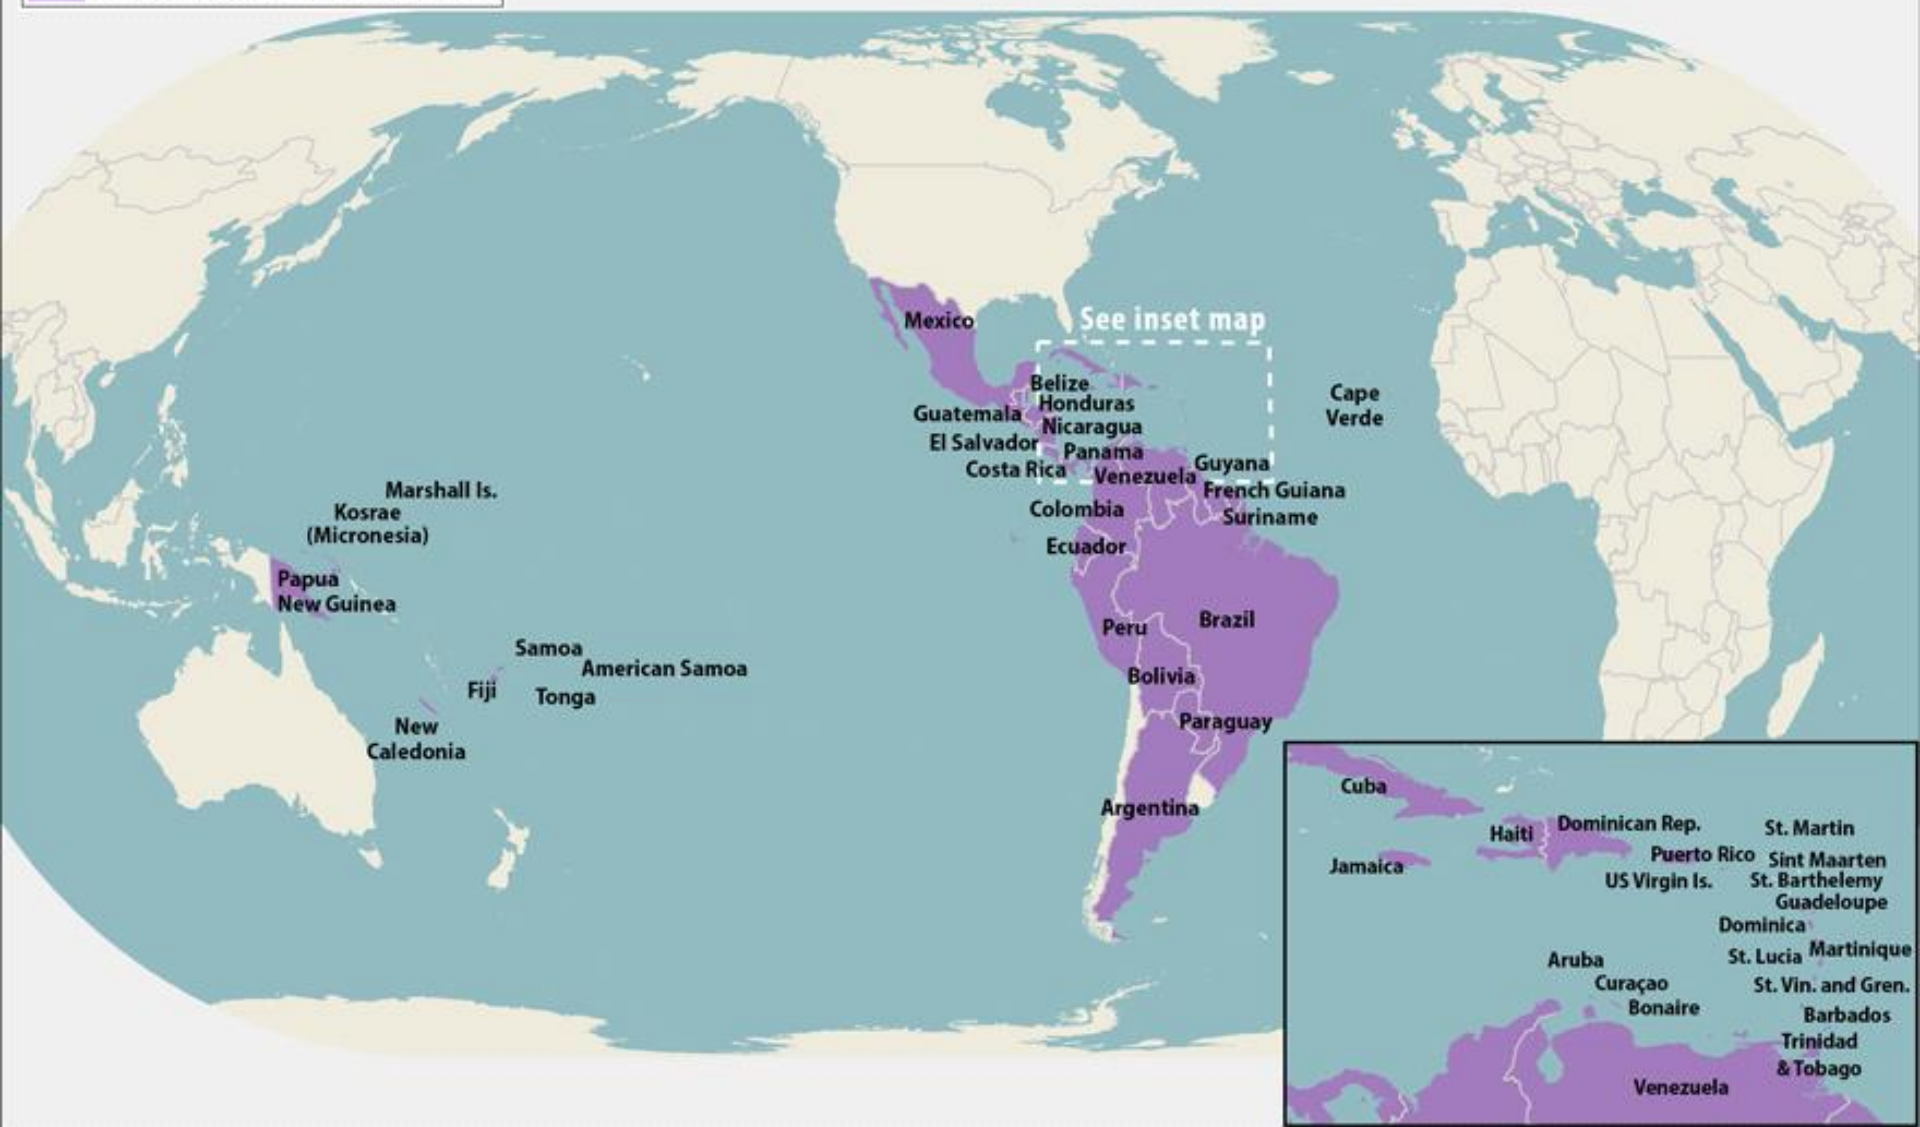 See inset map
Mexico
Belize
Cape
Verde
Honduras
Guatemala
Nicaragua
El Salvador
Panama
Costa Rica
Guyana
Venezuela
Marshall Is.
French Guiana
Kosrae
(Micronesia)
Colombia
Suriname
Ecuador
Papua
New Guinea
Brazil
Peru
Samoa
American Samoa
Bolivia
Fiji
Tonga
New
Caledonia
Paraguay
Argentina
Cuba
Haiti
Dominican Rep.
St. Martin
Jamaica
Puerto Rico
Sint Maarten
US Virgin Is.
St. Barthelemy
Guadeloupe
Dominica
Martinique
St. Lucia
Aruba
Curaçao
St. Vin. and Gren.
Bonaire
Barbados
Trinidad
& Tobago
Venezuela